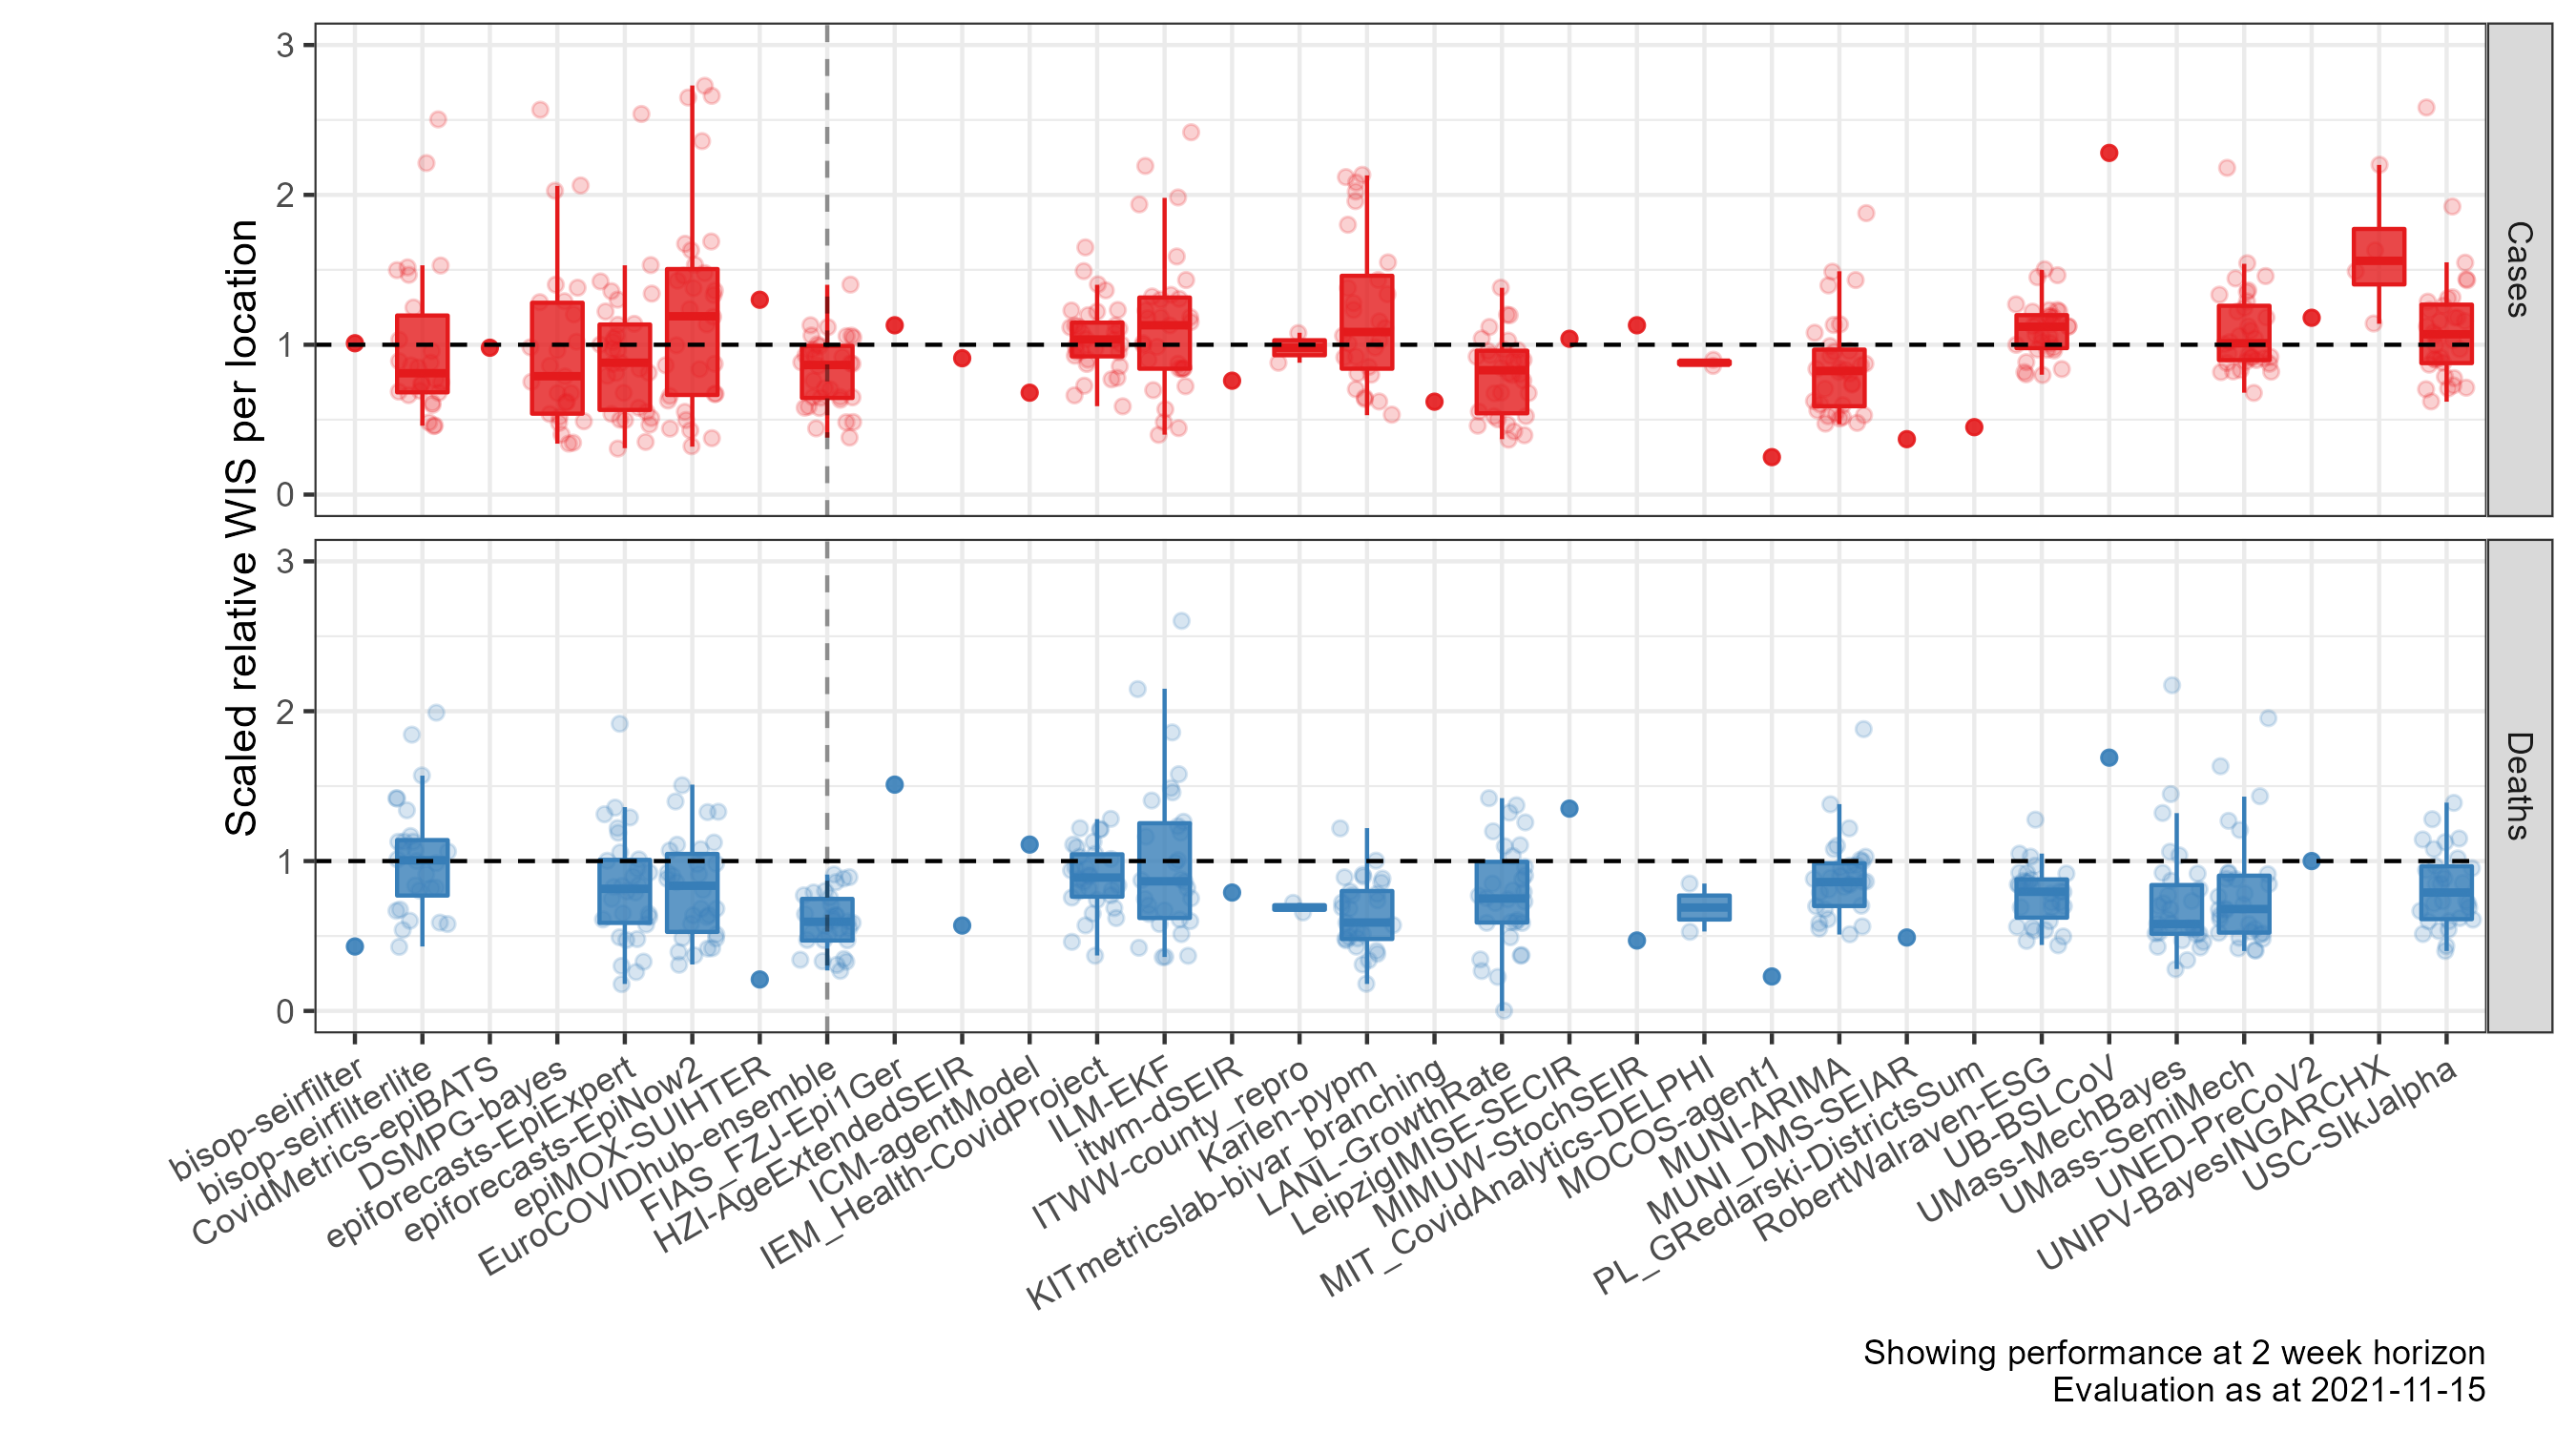 Scaled relative WIS per location
3
2
1
0
Cases
3
2
1
0
Deaths
bisop-seirfilter
bisop-seirfilterlite
CovidMetrics-epiBATS
DSMPG-bayes
epiforecasts-EpiExpert
epiforecasts-EpiNow2
epiMOX-SUIHTER
EuroCOVIDhub-ensemble
FIAS_FZJ-Epi1Ger
HZI-AgeExtendedSEIR
ICM-agentModel
IEM_Health-CovidProject
ILM-EKF
itwm-dSEIR
ITWW-county_repro
Karlen-pypm
KITmetricslab-bivar_branching
LANL-GrowthRate
LeipzigIMISE-SECIR
MIMUW-StochSEIR
MIT_CovidAnalytics-DELPHI
MOCOS-agent1
MUNI-ARIMA
MUNI_DMS-SEIAR
PL_GRedlarski-DistrictsSum
RobertWalraven-ESG
UB-BSLCoV
UMass-MechBayes
UMass-SemiMech
UNED-PreCoV2
UNIPV-BayesINGARCHX
USC-SIkJalpha
Showing performance at 2 week horizon
Evaluation as at 2021-11-15